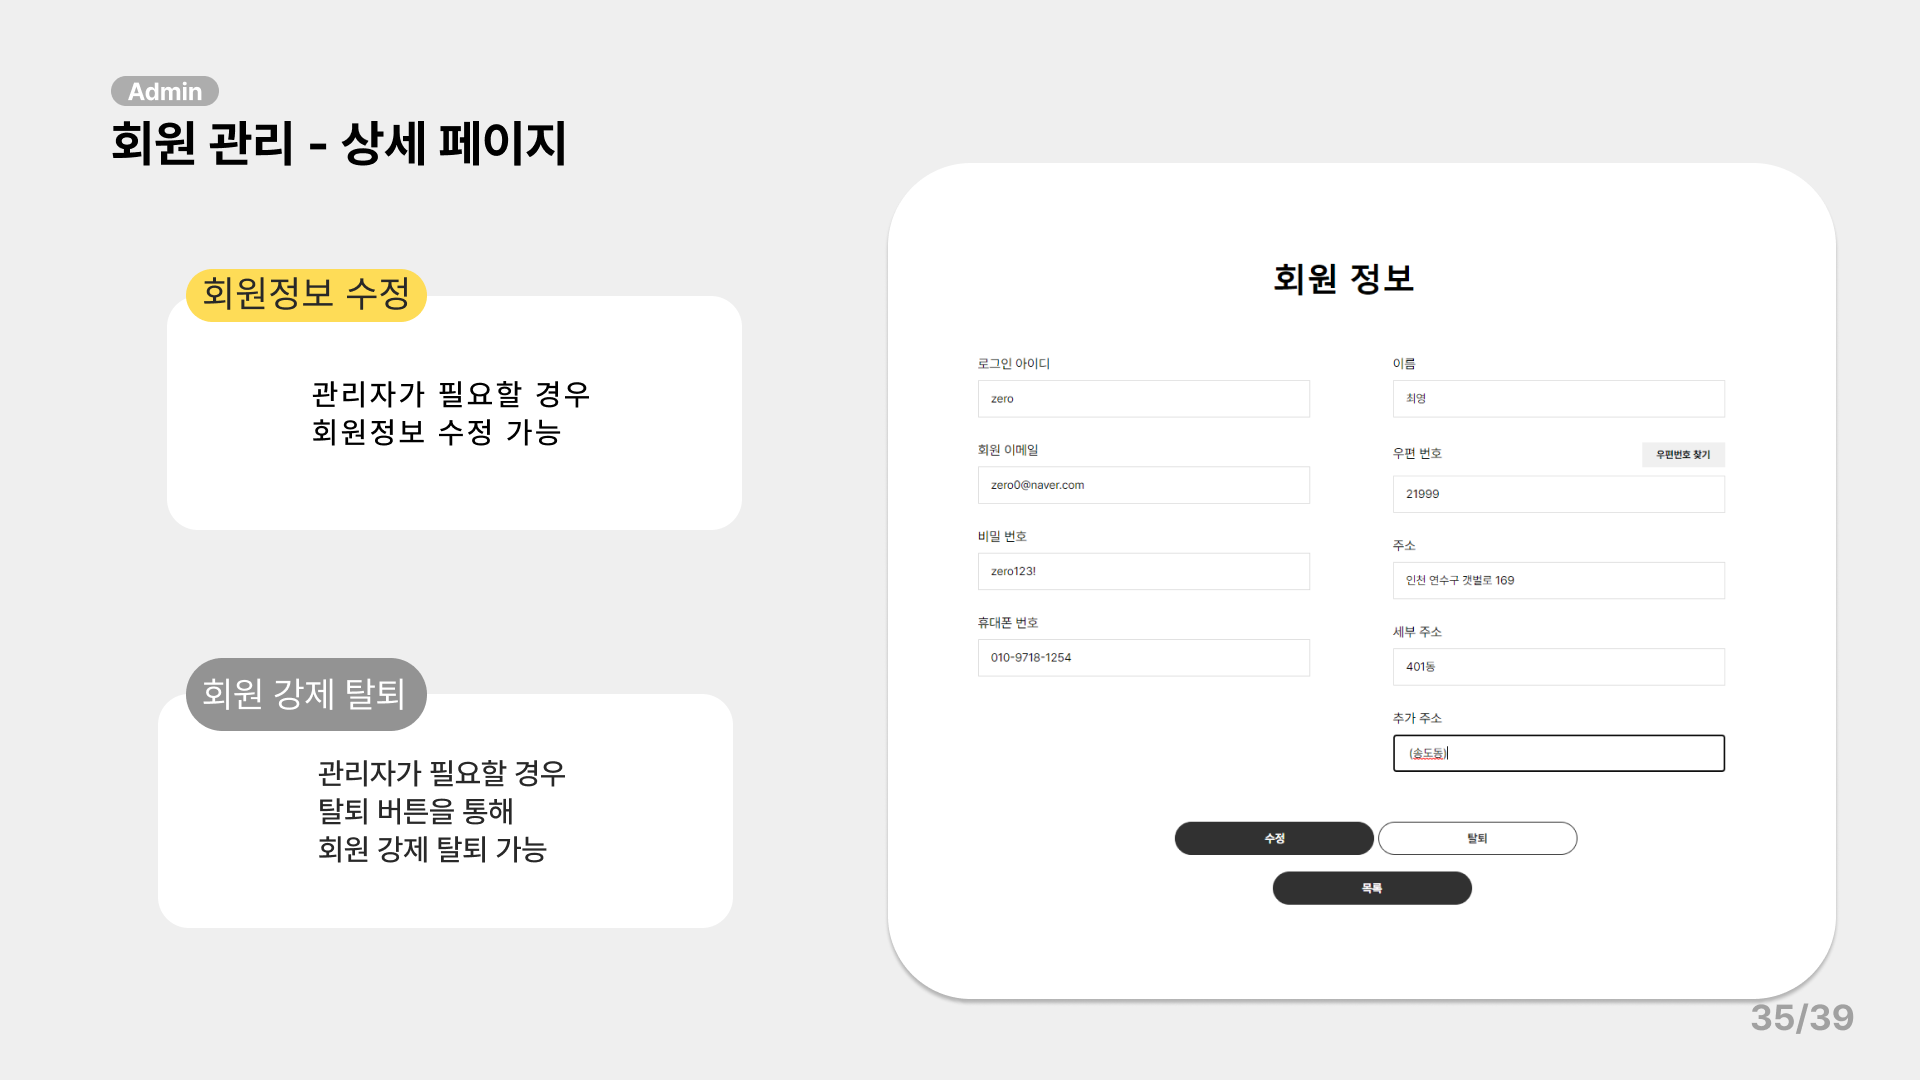 Admin
회원 관리 - 상세 페이지
회원정보 수정
관리자가 필요할 경우
회원정보 수정 가능
회원 강제 탈퇴
관리자가 필요할 경우
탈퇴 버튼을 통해
회원 강제 탈퇴 가능
회원 정보
로그인 아이디
zero
회원 이메일
zero0@naver.com
비밀 번호
zero123!
휴대폰 번호
010-9718-1254
이름
최영
우편 번호
우편번호 찾기
21999
주소
인천 연수구 갯벌로 169
세부 주소
401동
추가 주소
(송도동)
수정
탈퇴
목록
35/39